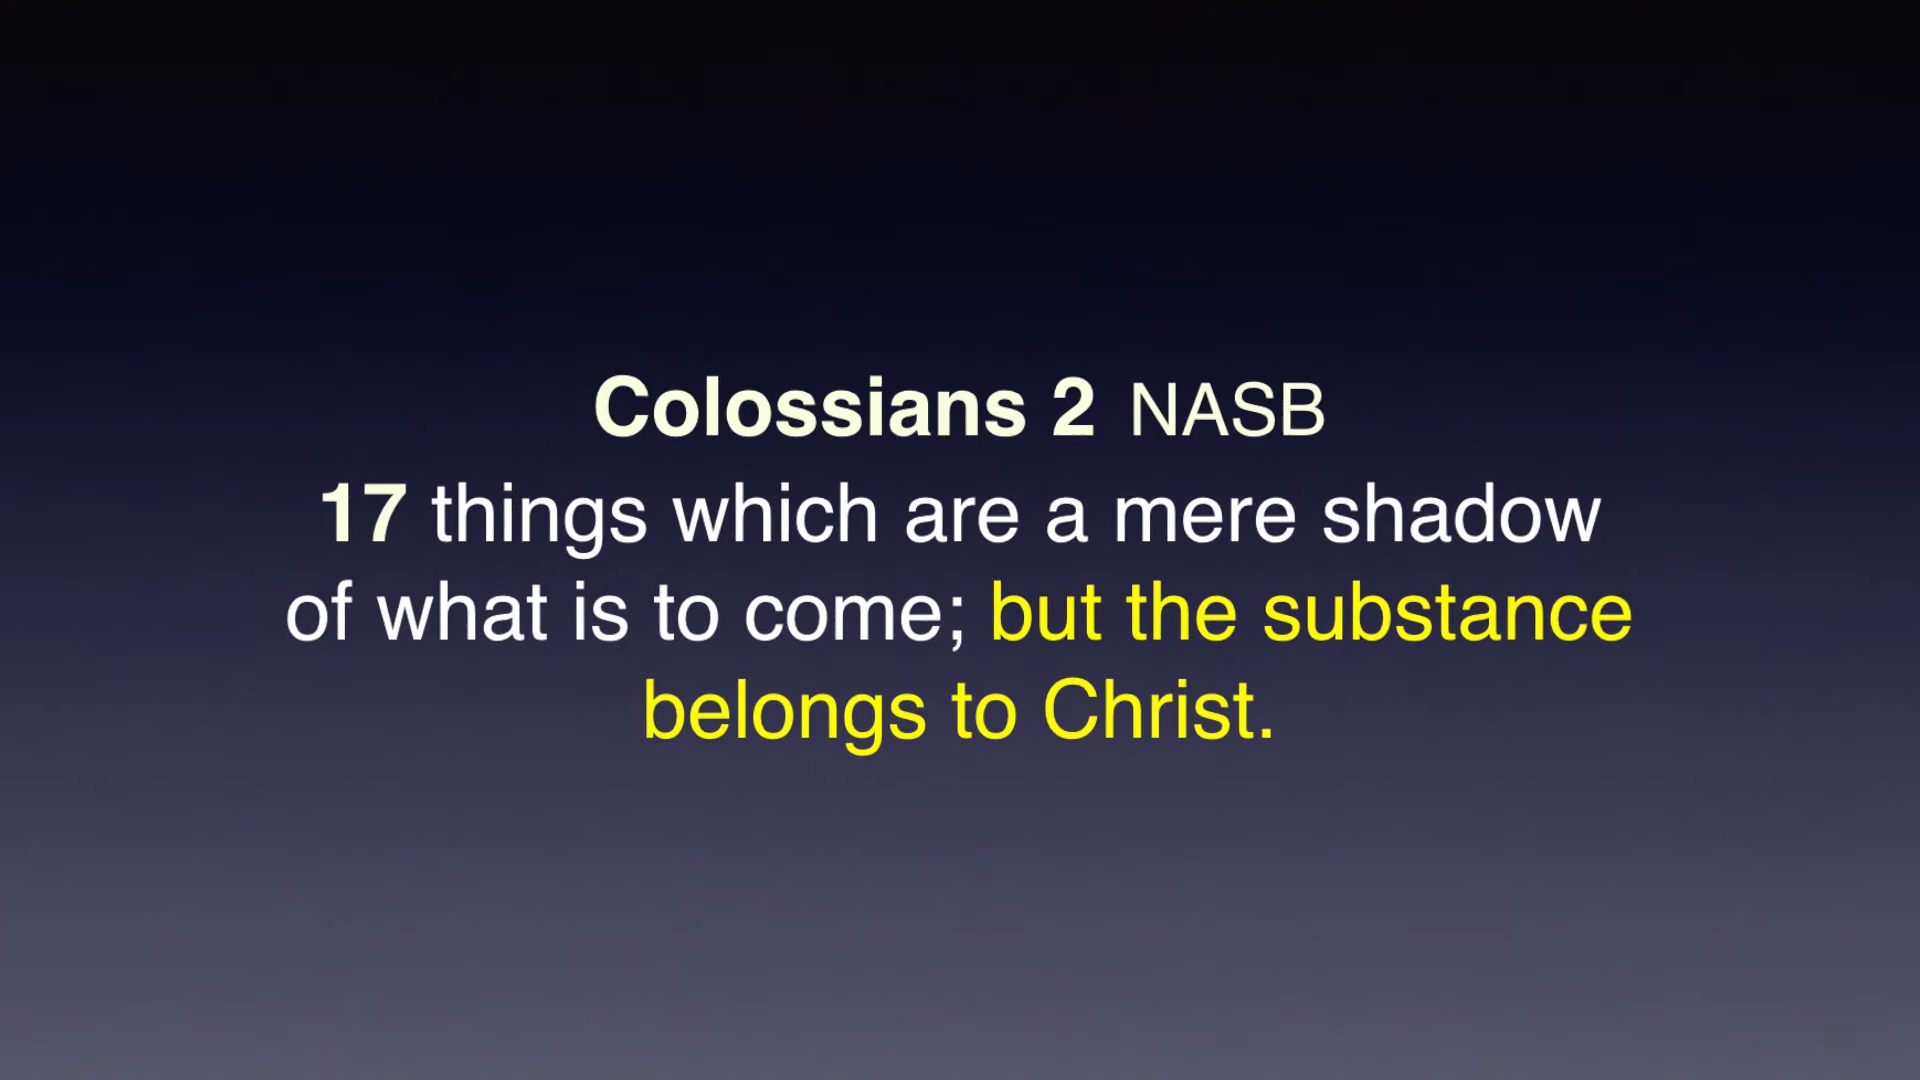 Colossians 2 NASB
17 things which are a mere shadow
of what is to come; but the substance
belongs to Christ.